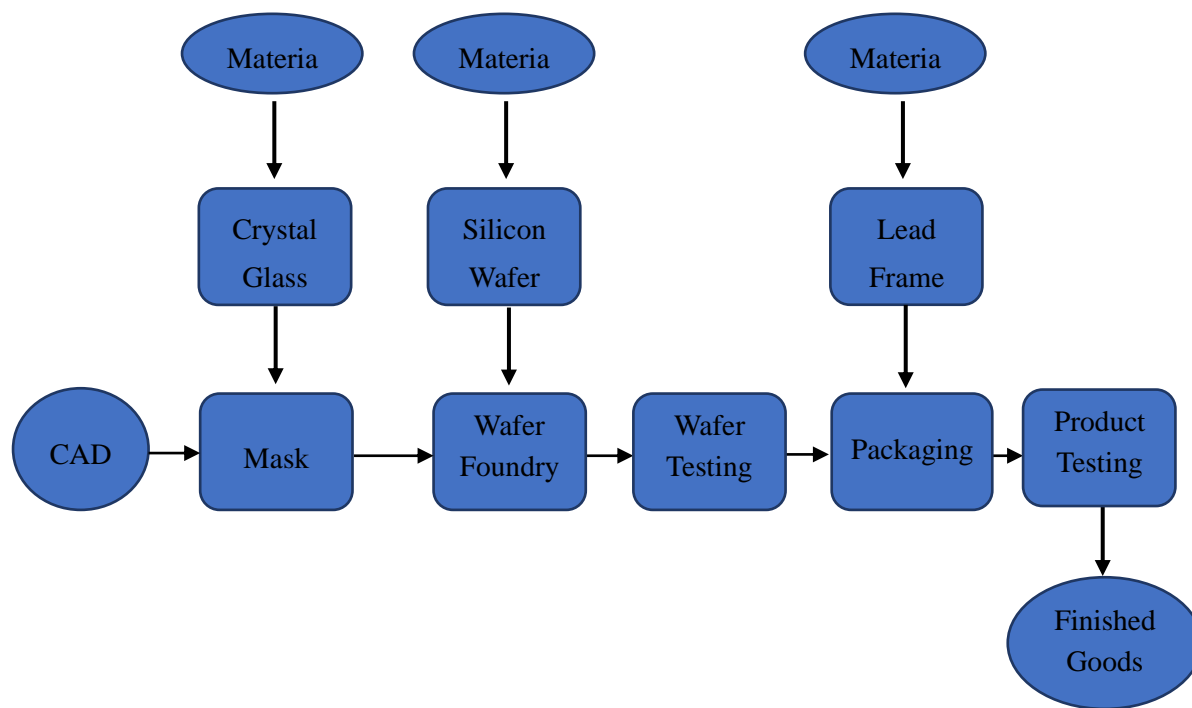 Materia
Materia
Materia
Crystal
Glass
Silicon
Wafer
Lead
Frame
CAD
Mask
Wafer
Foundry
Wafer
Testing
Packaging
Product
Testing
Finished
Goods